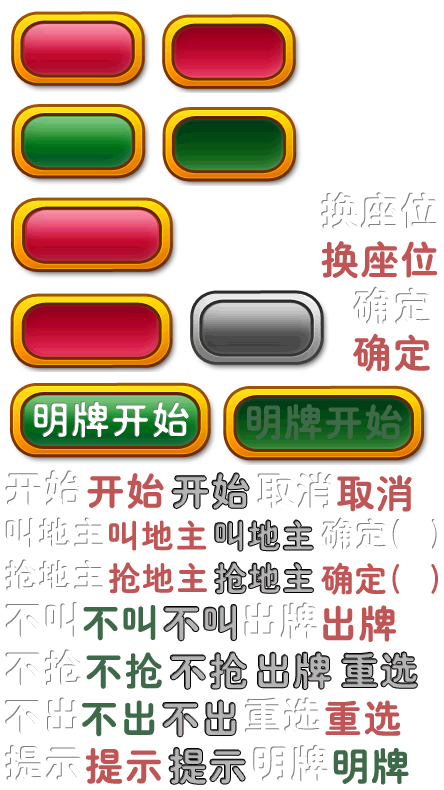 换座位
换座位
确定
确定
明牌开始 明牌开始
开始 开始 开始 取消 取消
叫地主 叫地主 叫地主 确定( )
抢地主 抢地主 抢地主 确定( )
不叫 不叫 不叫 出牌 出牌
不抢 不抢 不抢 出牌 重选
不出 不出 不出 重选 重选
提示 提示 提示 明牌 明牌